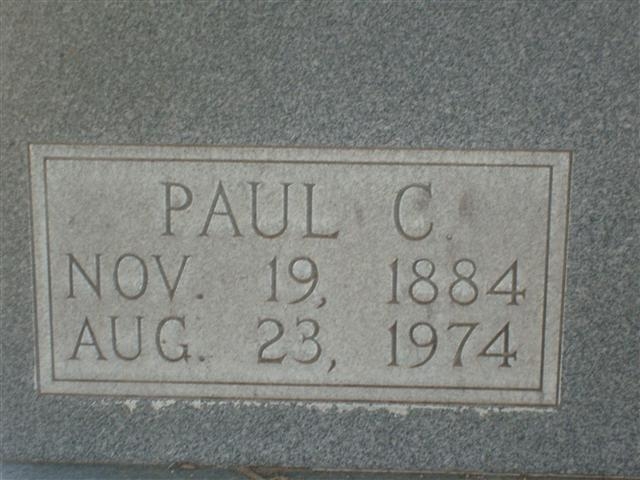 PAUL C.
NOV. 19, 1884
AUG. 23, 1974